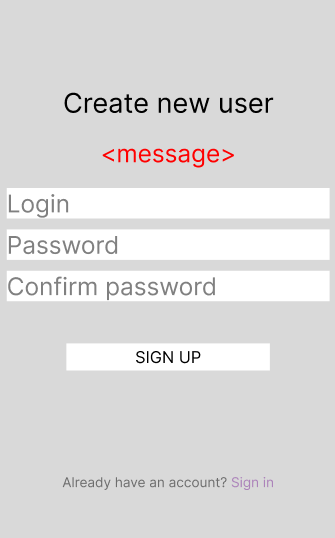 Create new user
<message>
Login
Password
Confirm password
SIGN UP
Already have an account? Sign in